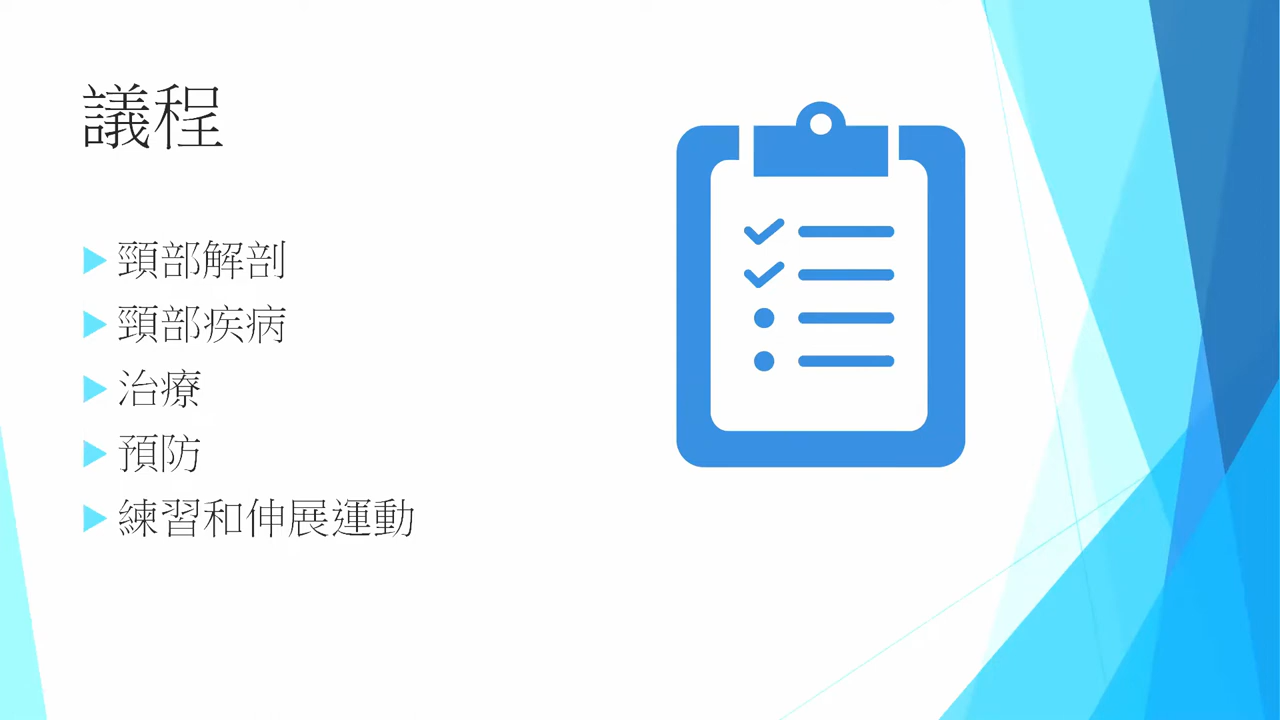 議程
頸部解剖
頸部疾病
治療
預防
練習和伸展運動